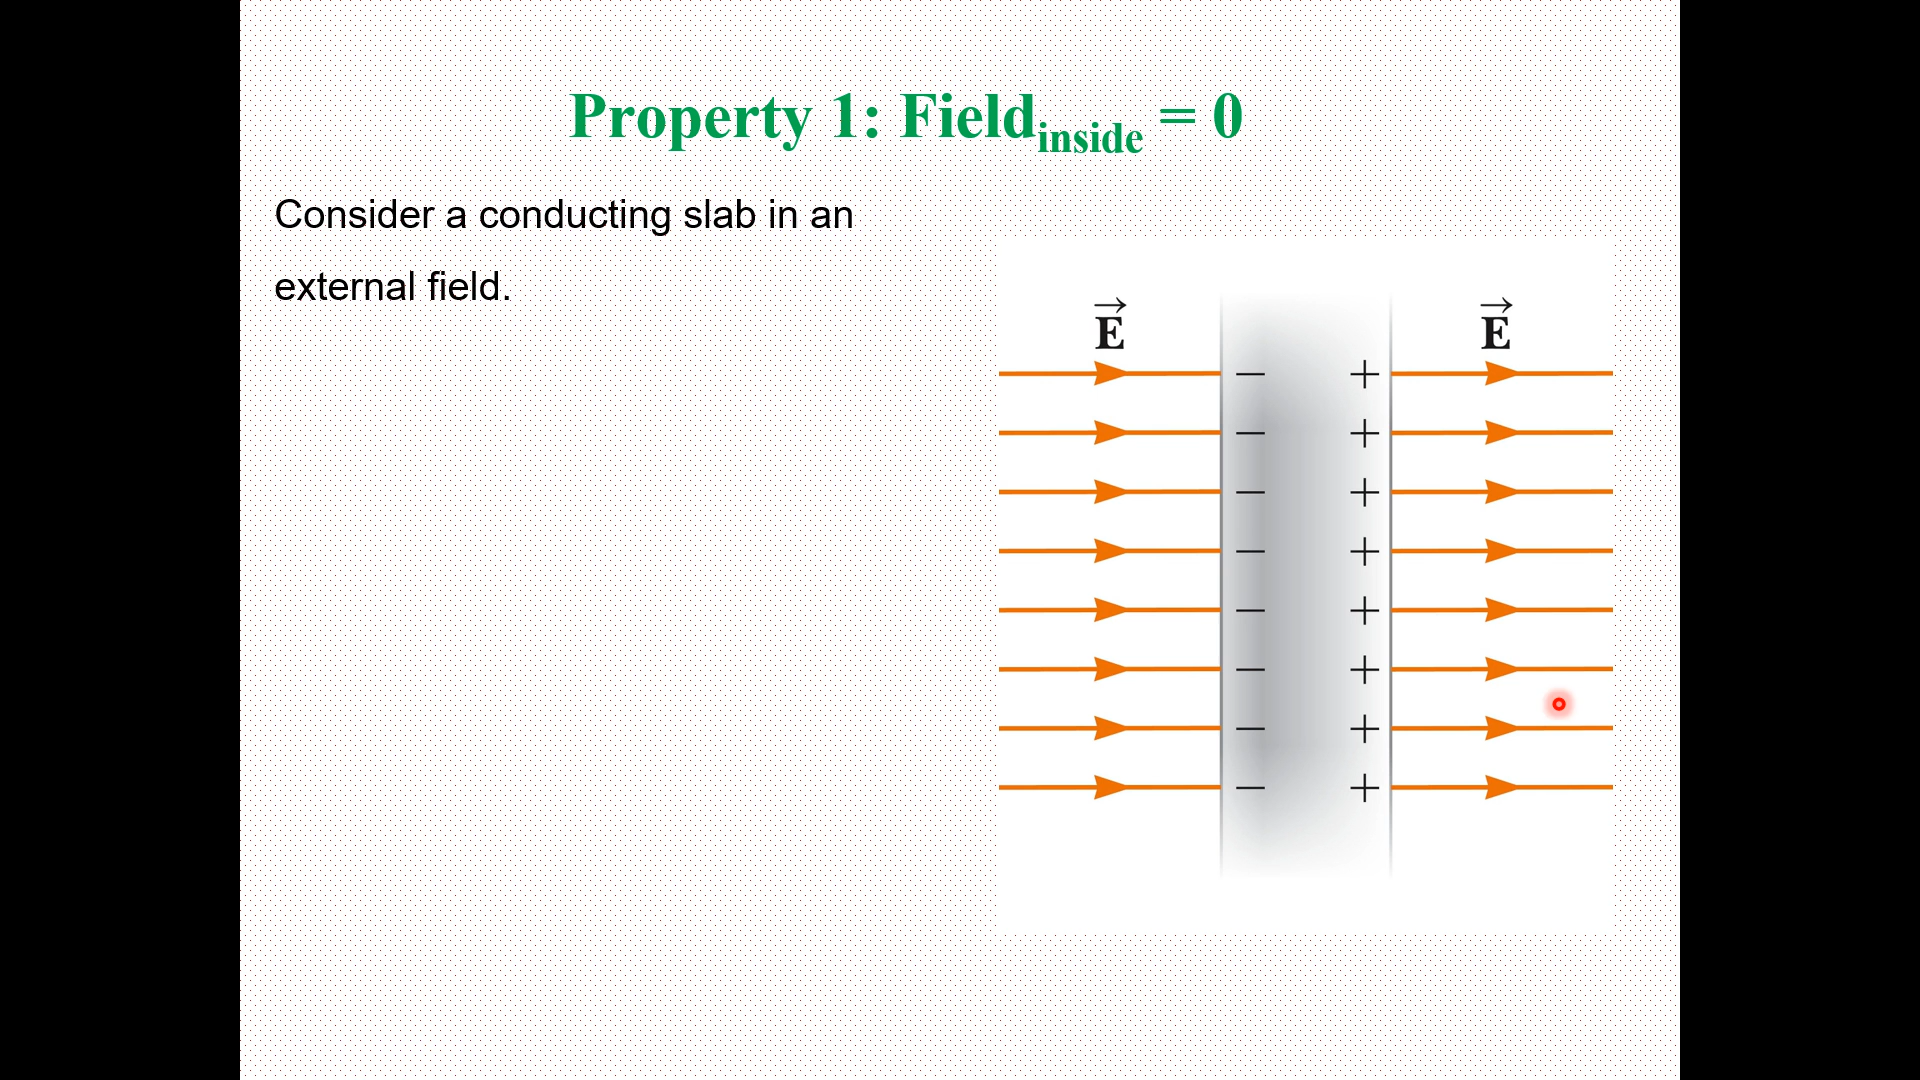 Property 1: Field_inside = 0
Consider a conducting slab in an
external field.
E⃗ E⃗
— +
— +
— +
— +
— +
— +
— +
— +